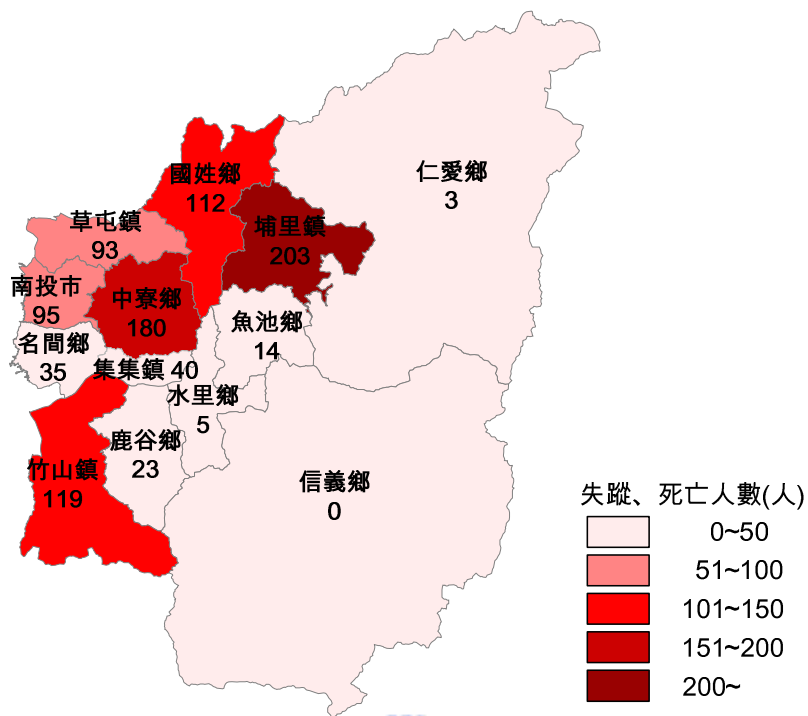 仁愛鄉
3
國姓鄉
112
草屯鎮
93
埔里鎮
203
南投市
95
中寮鄉
180
魚池鄉
14
名間鄉
35
集集鎮 40
水里鄉
5
鹿谷鄉
23
竹山鎮
119
信義鄉
0
失蹤、死亡人數(人)
0~50
51~100
101~150
151~200
200~